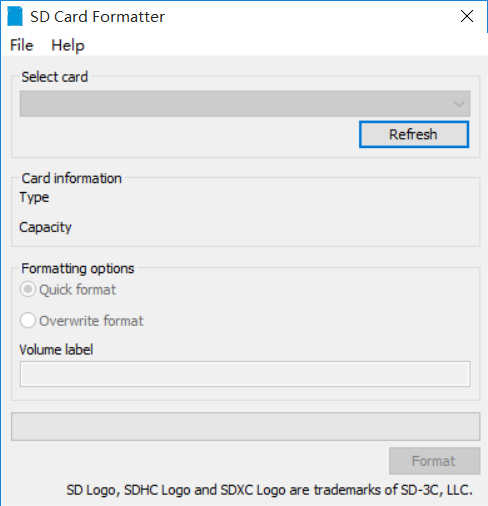 SD Card Formatter
File Help
Select card
Refresh
Card information
Type
Capacity
Formatting options
Quick format
Overwrite format
Volume label
Format
SD Logo, SDHC Logo and SDXC Logo are trademarks of SD-3C, LLC.